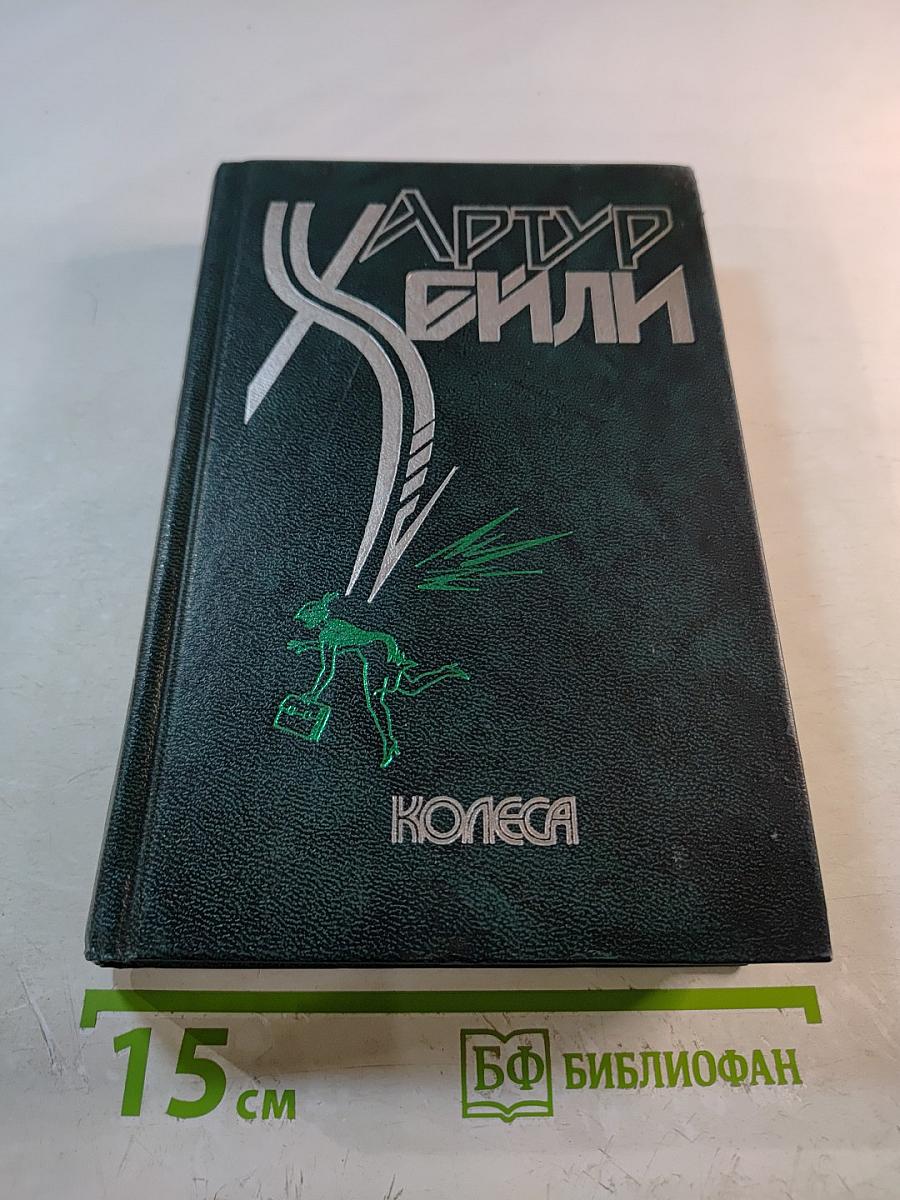 АРТУР
ХЕЙЛИ
КОЛЕСА
15 см
БФ БИБЛИОФАН